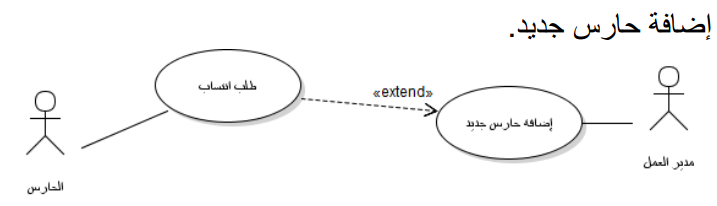 إضافة حارس جديد.
طلب انتساب
«extend»
إضافة حارس جديد
الحارس
مدير العمل